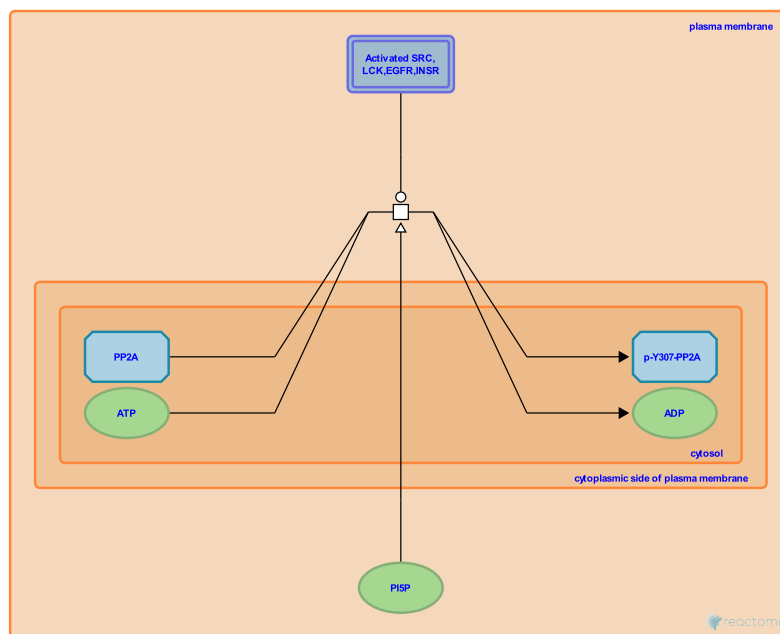 plasma membrane
Activated SRC,
LCK,EGFR,INSR
PP2A
p-Y307-PP2A
ATP
ADP
cytosol
cytoplasmic side of plasma membrane
PI5P
reactome